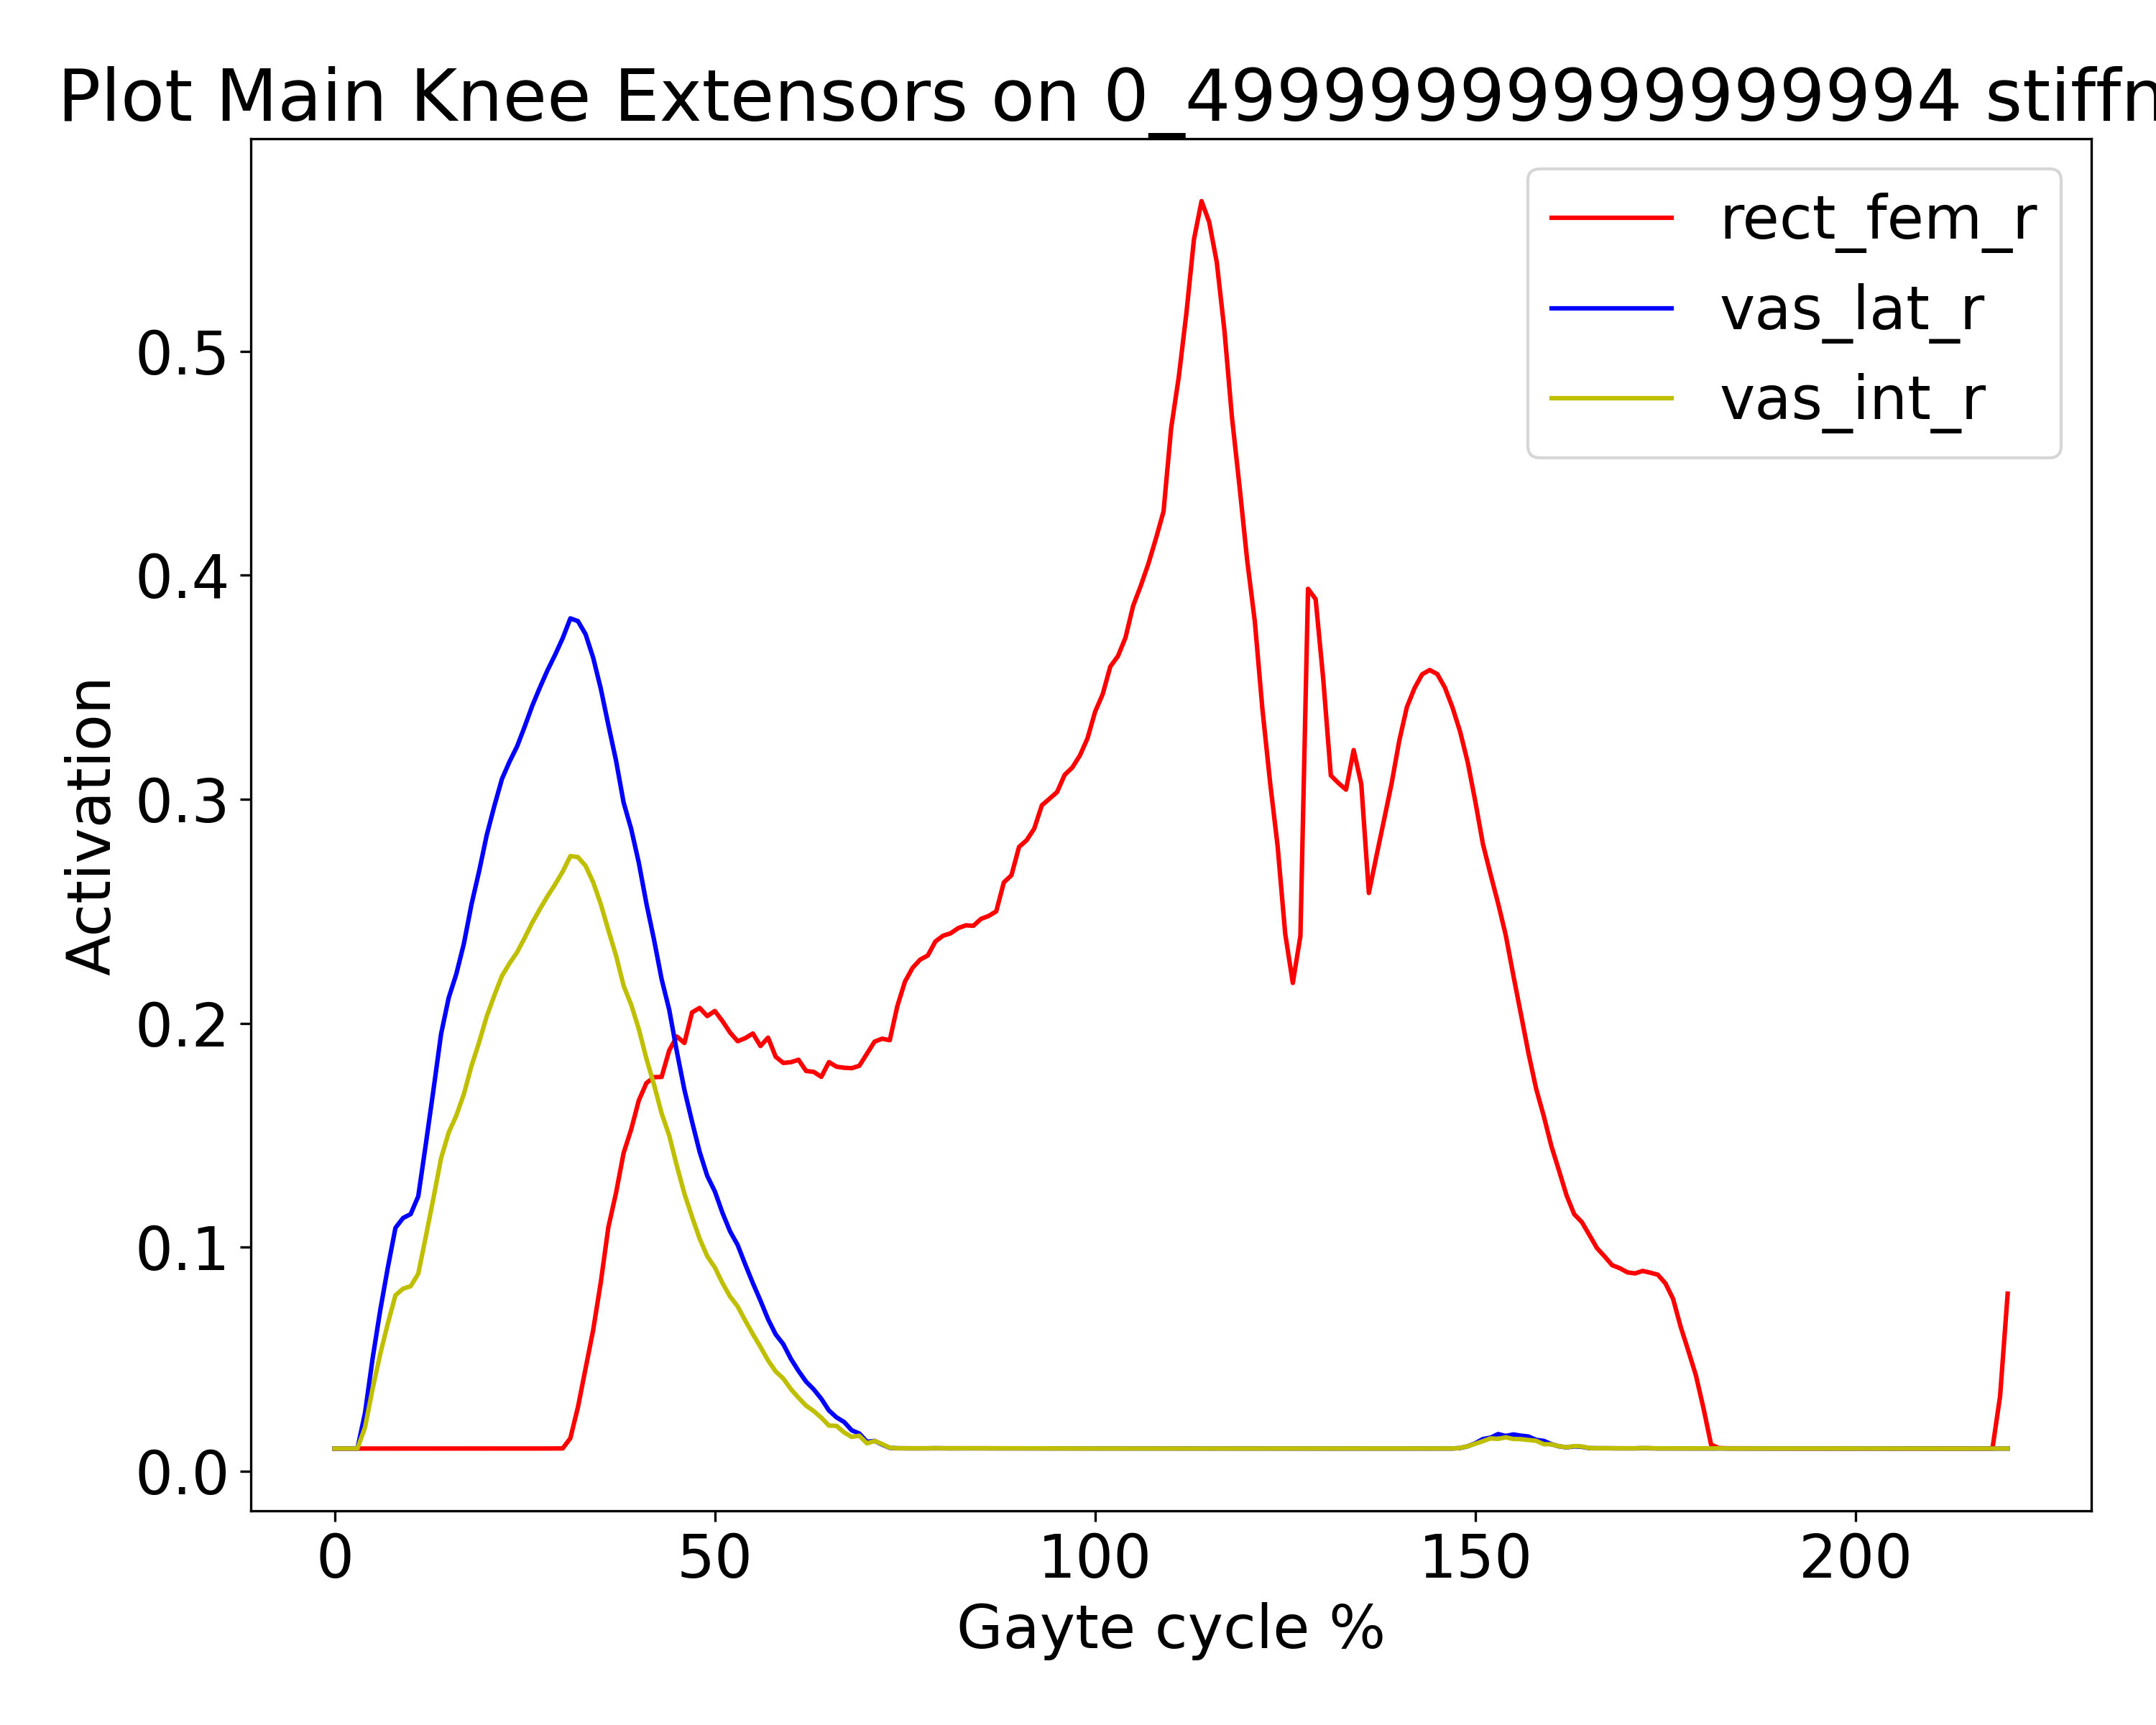 Plot Main Knee Extensors on 0_4999999999999994 stiffn
rect_fem_r
vas_lat_r
vas_int_r
Activation
0.5
0.4
0.3
0.2
0.1
0.0
0 50 100 150 200
Gayte cycle %